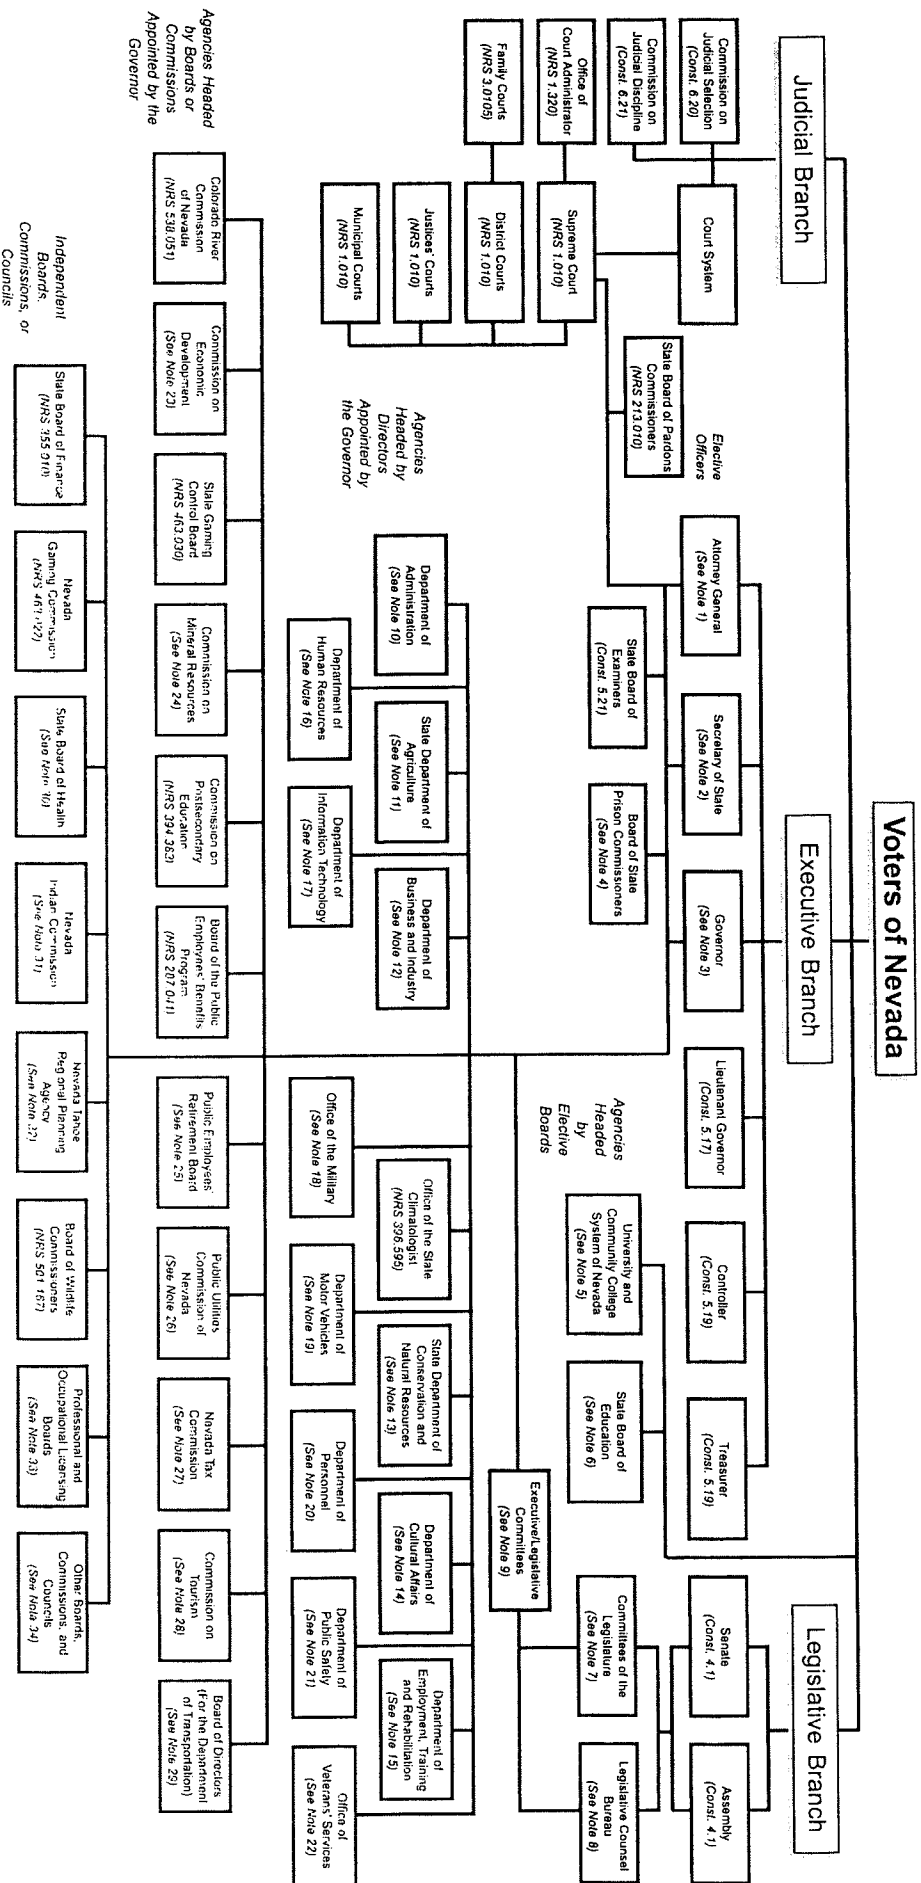 Voters of Nevada
Judicial Branch
Executive Branch
Legislative Branch
Commission on
Judicial Selection
(Const. 6.20)
Commission on
Judicial Discipline
(Const. 6.21)
Office of
Court Administrator
(NRS 1.320)
Family Courts
(NRS 3.0105)
Court System
Supreme Court
(NRS 1.010)
District Courts
(NRS 1.010)
Justices' Courts
(NRS 1.010)
Municipal Courts
(NRS 1.010)
State Board of Pardons
Commissioners
(NRS 213.010)
Elective
Officers
Attorney General
(See Note 1)
Secretary of State
(See Note 2)
Governor
(See Note 3)
Lieutenant Governor
(Const. 5.17)
Controller
(Const. 5.19)
Treasurer
(Const. 5.19)
Senate
(Const. 4.1)
Assembly
(Const. 4.1)
State Board of
Examiners
(Const. 5.21)
Board of State
Prison Commissioners
(See Note 4)
Agencies
Headed
by
Elective
Boards
University and
Community College
System of Nevada
(See Note 5)
State Board of
Education
(See Note 6)
Committees of the
Legislature
(See Note 7)
Legislative Counsel
Bureau
(See Note 8)
Executive/Legislative
Committees
(See Note 9)
Agencies
Headed by
Directors
Appointed by
the Governor
Department of
Administration
(See Note 10)
State Department of
Agriculture
(See Note 11)
Department of
Business and Industry
(See Note 12)
Office of the State
Climatologist
(NRS 396.595)
State Department of
Conservation and
Natural Resources
(See Note 13)
Department of
Cultural Affairs
(See Note 14)
Department of
Employment, Training
and Rehabilitation
(See Note 15)
Department of
Human Resources
(See Note 16)
Department of
Information Technology
(See Note 17)
Office of the Military
(See Note 18)
Department of
Motor Vehicles
(See Note 19)
Department of
Personnel
(See Note 20)
Department of
Public Safety
(See Note 21)
Office of
Veterans' Services
(See Note 22)
Agencies Headed
by Boards or
Commissions
Appointed by the
Governor
Colorado River
Commission
of Nevada
(NRS 538.051)
Commission on
Economic
Development
(See Note 23)
State Gaming
Control Board
(NRS 463.030)
Commission on
Mineral Resources
(See Note 24)
Commission on
Postsecondary
Education
(NRS 394.383)
Board of the Public
Employees' Benefits
Program
(NRS 287.041)
Public Employees'
Retirement Board
(See Note 25)
Public Utilities
Commission of
Nevada
(See Note 26)
Nevada Tax
Commission
(See Note 27)
Commission on
Tourism
(See Note 28)
Board of Directors
(For the Department
of Transportation)
(See Note 29)
Independent
Boards,
Commissions, or
Councils
State Board of Finance
(NRS 355.010)
Nevada
Gaming Commission
(NRS 463.022)
State Board of Health
(See Note 30)
Nevada
Indian Commission
(See Note 31)
Nevada Tahoe
Regional Planning
Agency
(See Note 32)
Board of Wildlife
Commissioners
(NRS 501.167)
Professional and
Occupational Licensing
Boards
(See Note 33)
Other Boards,
Commissions, and
Councils
(See Note 34)